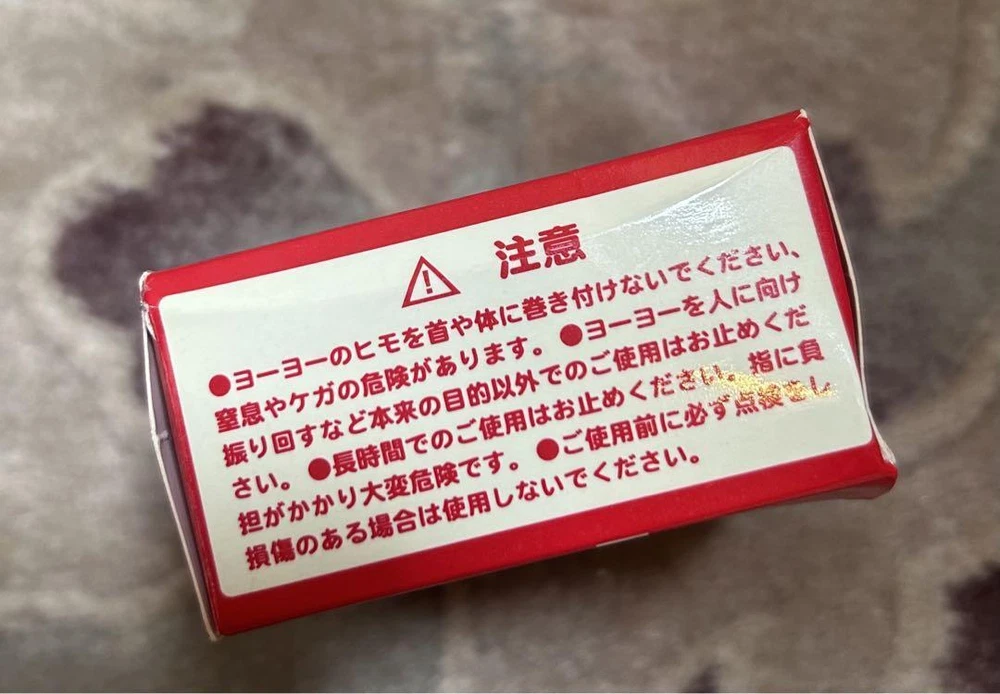 注意
●ヨーヨーのヒモを首や体に巻き付けないでください、
窒息やケガの危険があります。●ヨーヨーを人に向け
振り回すなど本来の目的以外でのご使用はお止めくだ
さい。●長時間でのご使用はお止めください。指に負
担がかかり大変危険です。●ご使用前に必ず点検をし
損傷のある場合は使用しないでください。